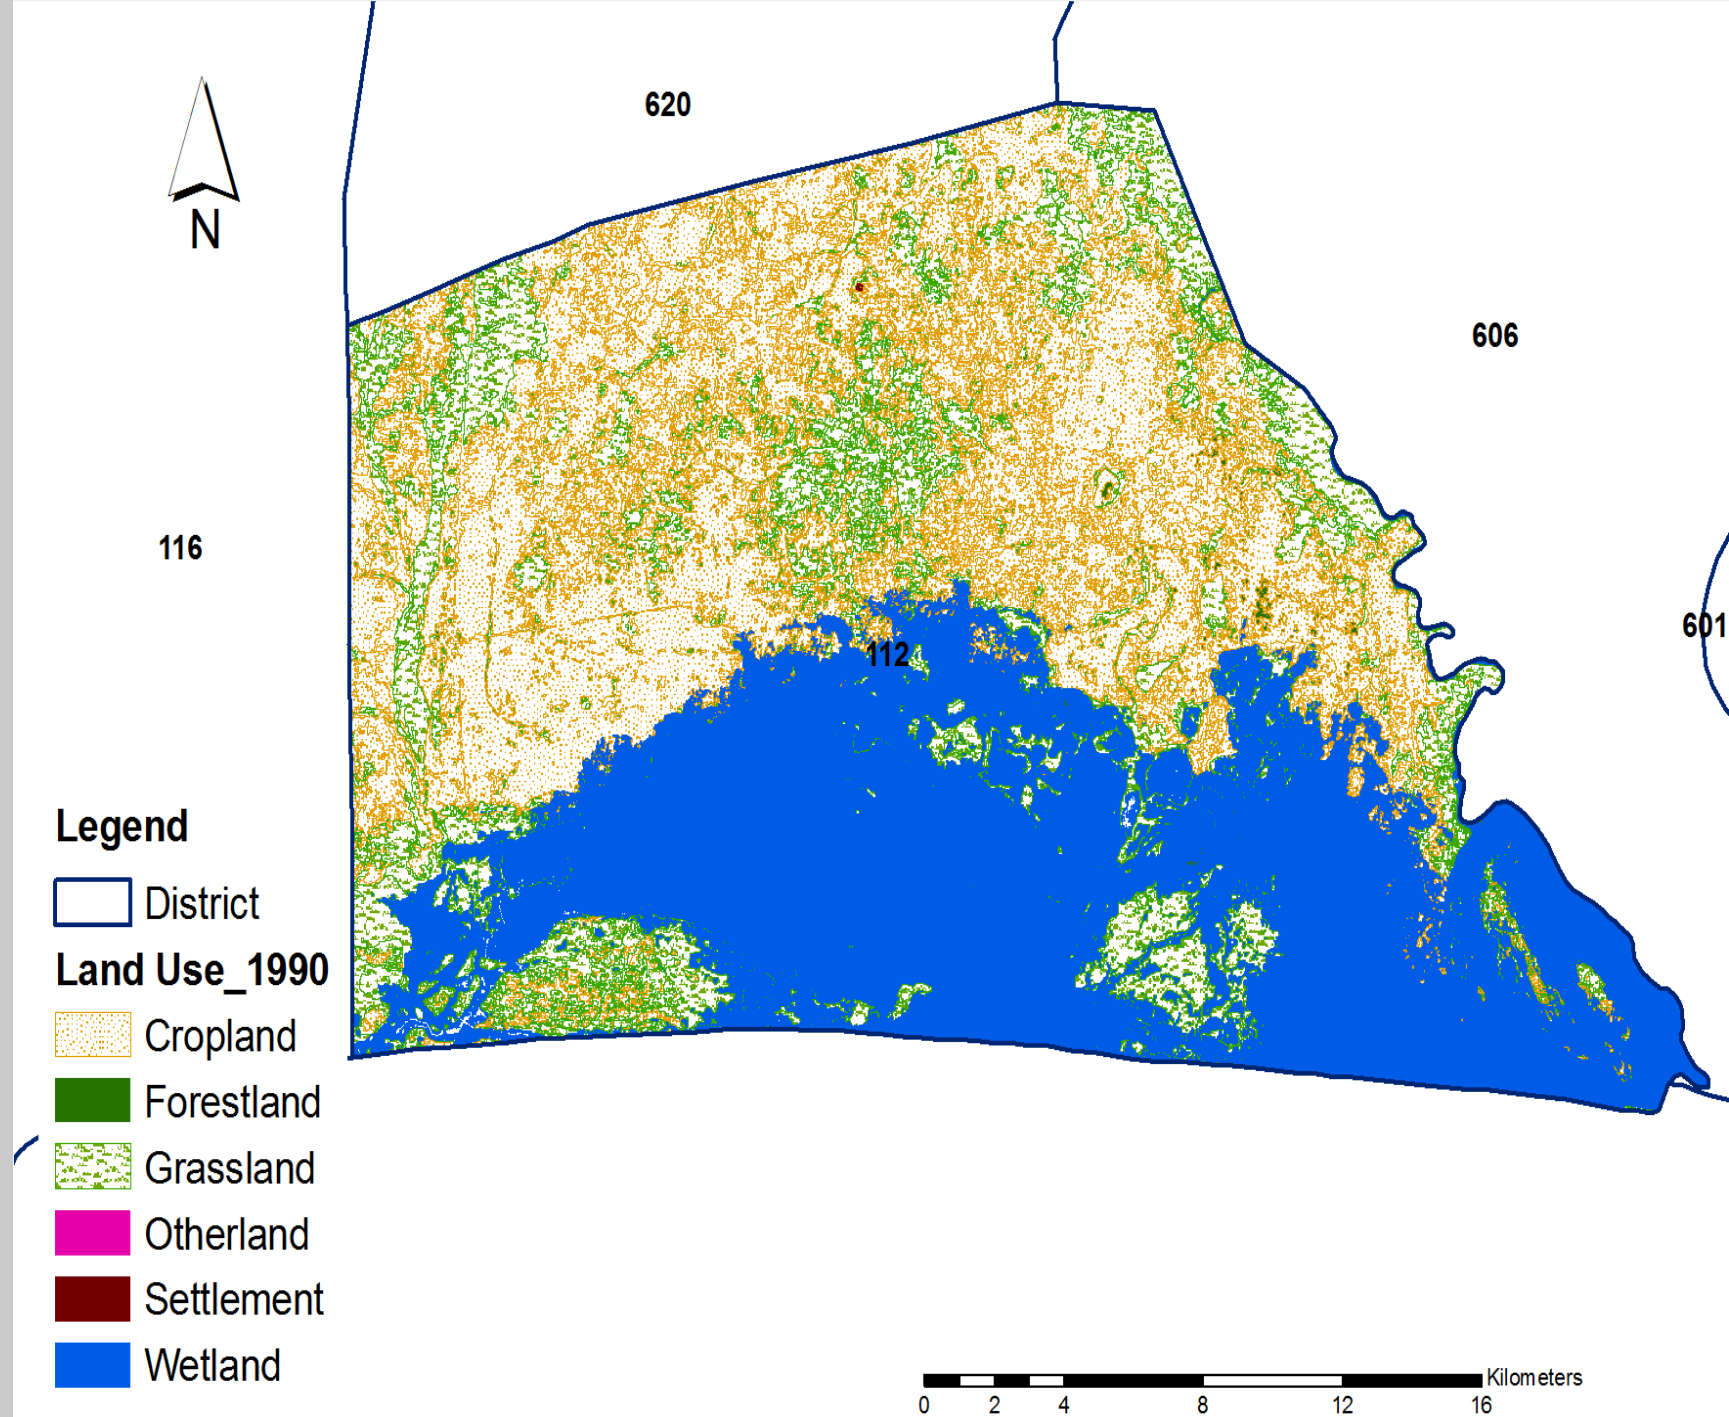 620
N
606
116
601
112
Legend
District
Land Use_1990
Cropland
Forestland
Grassland
Otherland
Settlement
Wetland
Kilometers
0 2 4 8 12 16